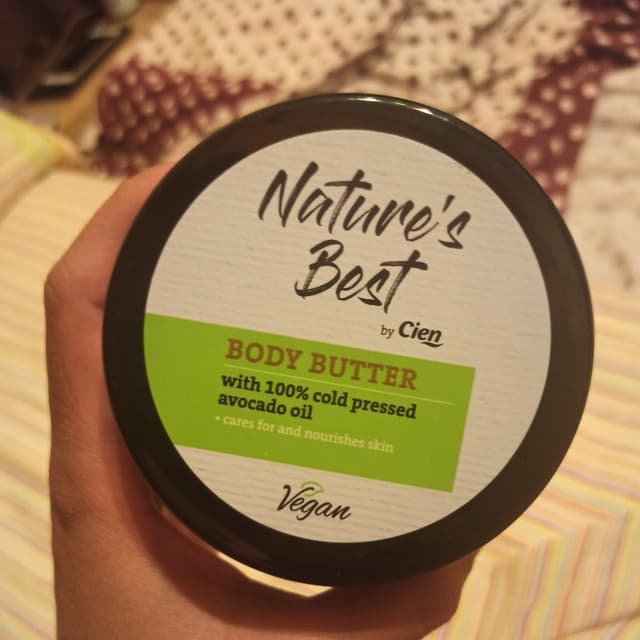 Nature's
Best
by Cien
BODY BUTTER
with 100% cold pressed
avocado oil
• cares for and nourishes skin
Vegan